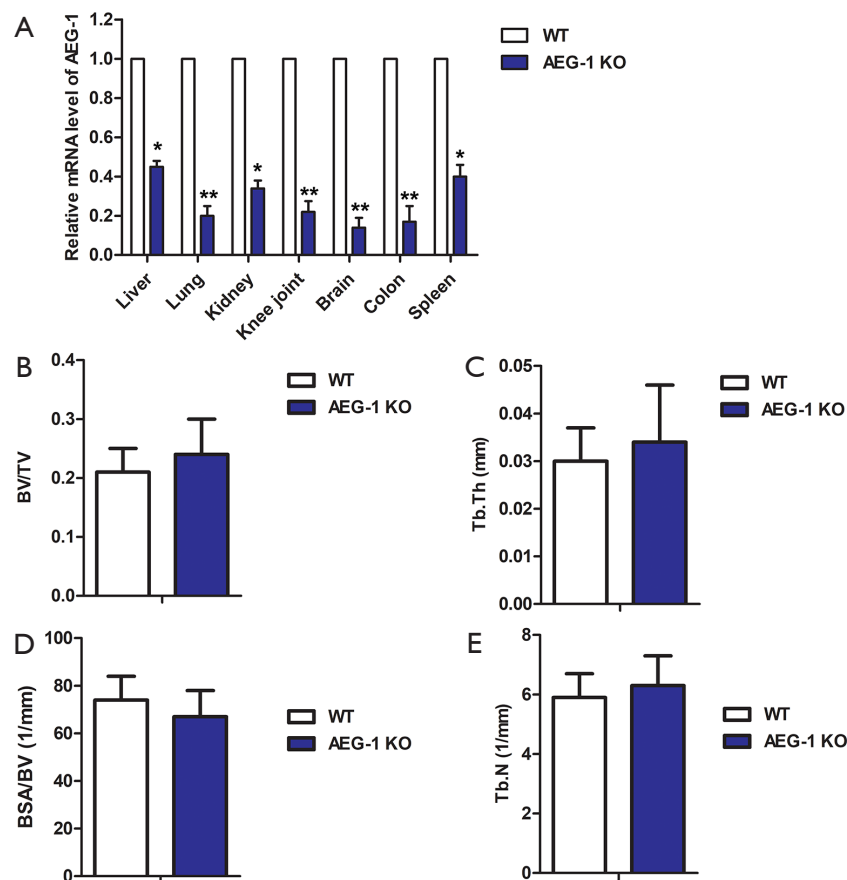 A
Relative mRNA level of AEG-1
1.2
1.0
0.8
0.6
0.4
0.2
0.0
*
**
*
**
**
**
*
Liver
Lung
Kidney
Knee joint
Brain
Colon
Spleen
WT
AEG-1 KO
B
BV/TV
0.4
0.3
0.2
0.1
0.0
WT
AEG-1 KO
C
Tb.Th (mm)
0.05
0.04
0.03
0.02
0.01
0.00
WT
AEG-1 KO
D
BSA/BV (1/mm)
100
80
60
40
20
0
WT
AEG-1 KO
E
Tb.N (1/mm)
8
6
4
2
0
WT
AEG-1 KO